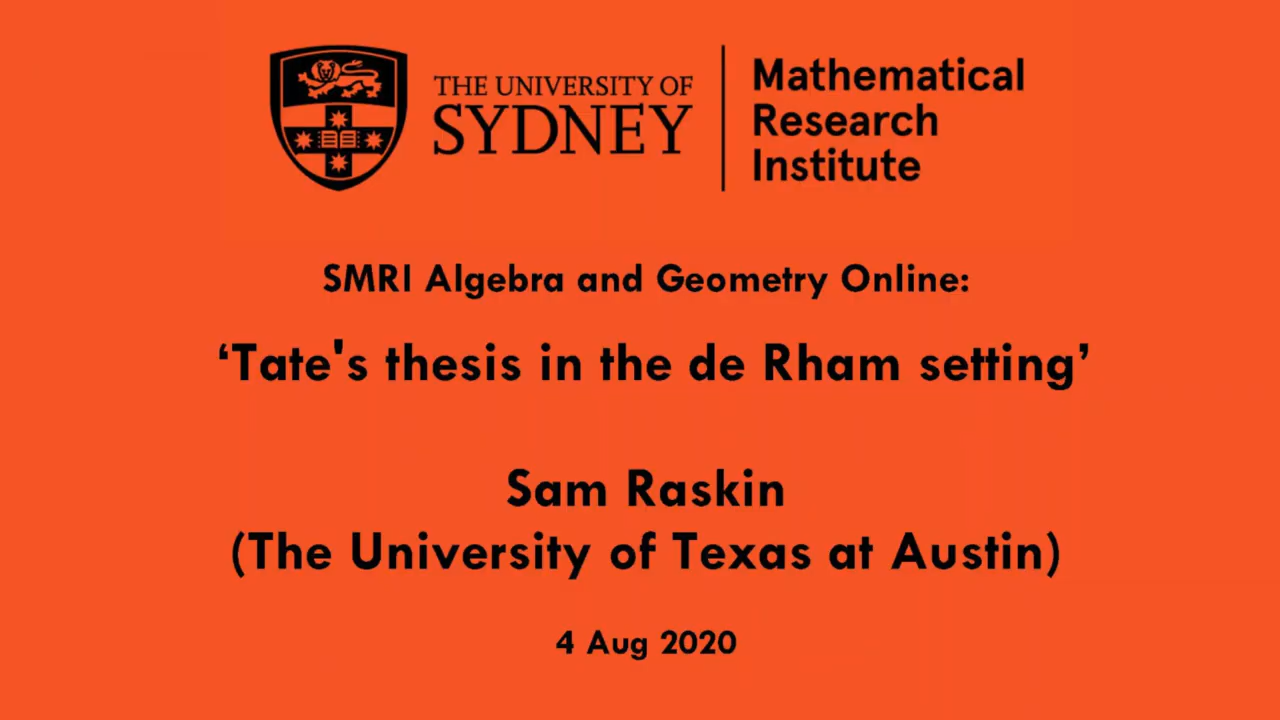 THE UNIVERSITY OF
SYDNEY
Mathematical
Research
Institute
SMRI Algebra and Geometry Online:
‘Tate's thesis in the de Rham setting’
Sam Raskin
(The University of Texas at Austin)
4 Aug 2020